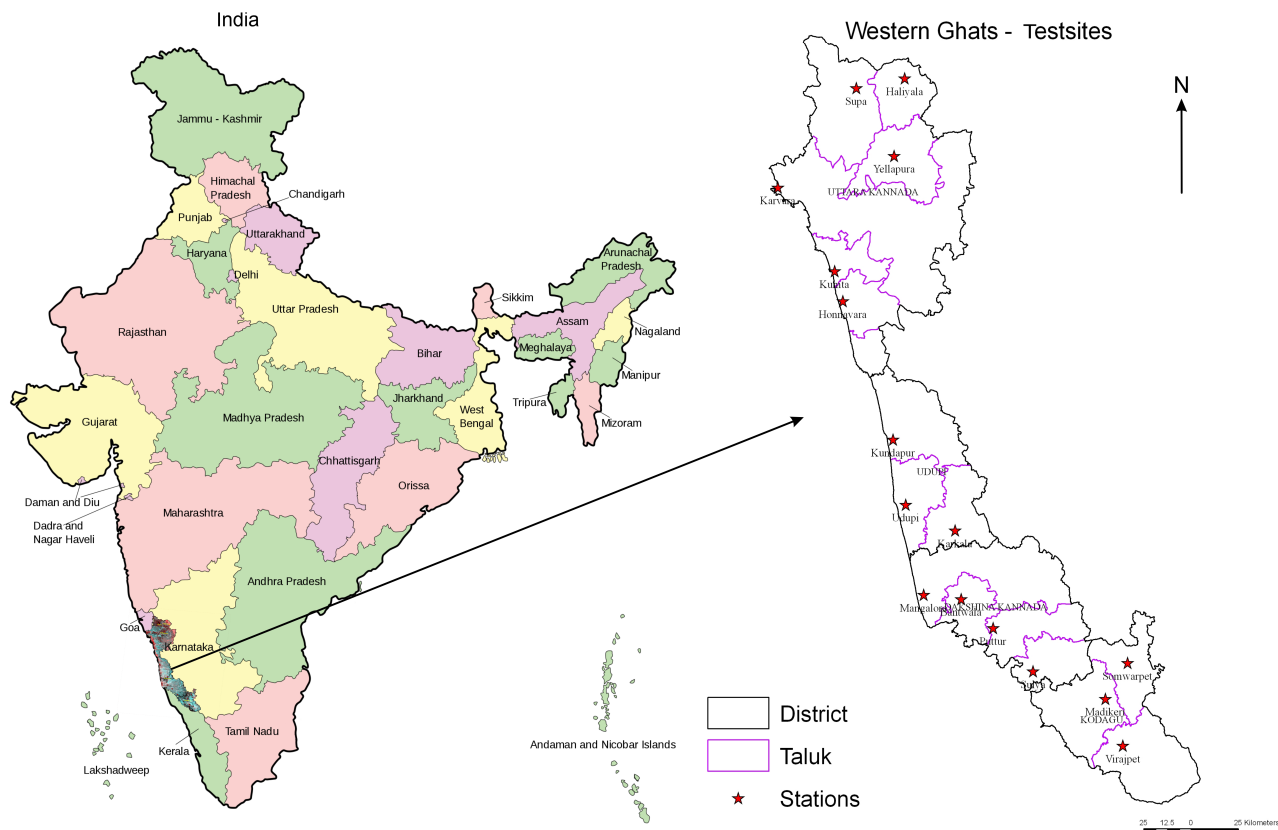 India
Western Ghats - Testsites
N
Jammu - Kashmir
Himachal
Pradesh
Chandigarh
Punjab
Uttarakhand
Haryana
Delhi
Arunachal
Pradesh
Sikkim
Uttar Pradesh
Assam
Nagaland
Rajasthan
Bihar
Meghalaya
Manipur
Jharkhand
Tripura
Gujarat
Madhya Pradesh
West
Bengal
Mizoram
Chhattisgarh
Orissa
Daman and Diu
Maharashtra
Dadra and
Nagar Haveli
Andhra Pradesh
Goa
Karnataka
Tamil Nadu
Kerala
Lakshadweep
Andaman and Nicobar Islands
Supa
Haliyala
Yellapura
UTTARA KANNADA
Karvara
Kumta
Honnavara
Kundapur
UDUPI
Udupi
Karkala
Mangalore
DAKSHINA KANNADA
Bantwala
Puttur
Sulya
Somwarpet
Madikeri
KODAGU
Virajpet
District
Taluk
Stations
25 12.5 0 25 Kilometers